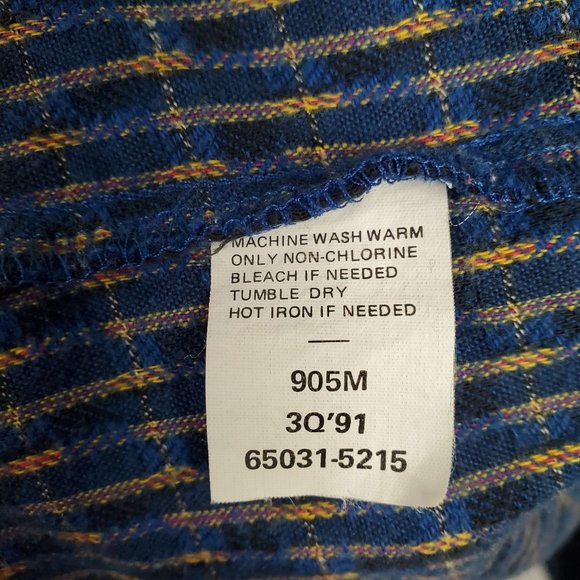 MACHINE WASH WARM
ONLY NON-CHLORINE
BLEACH IF NEEDED
TUMBLE DRY
HOT IRON IF NEEDED
905M
3Q'91
65031-5215